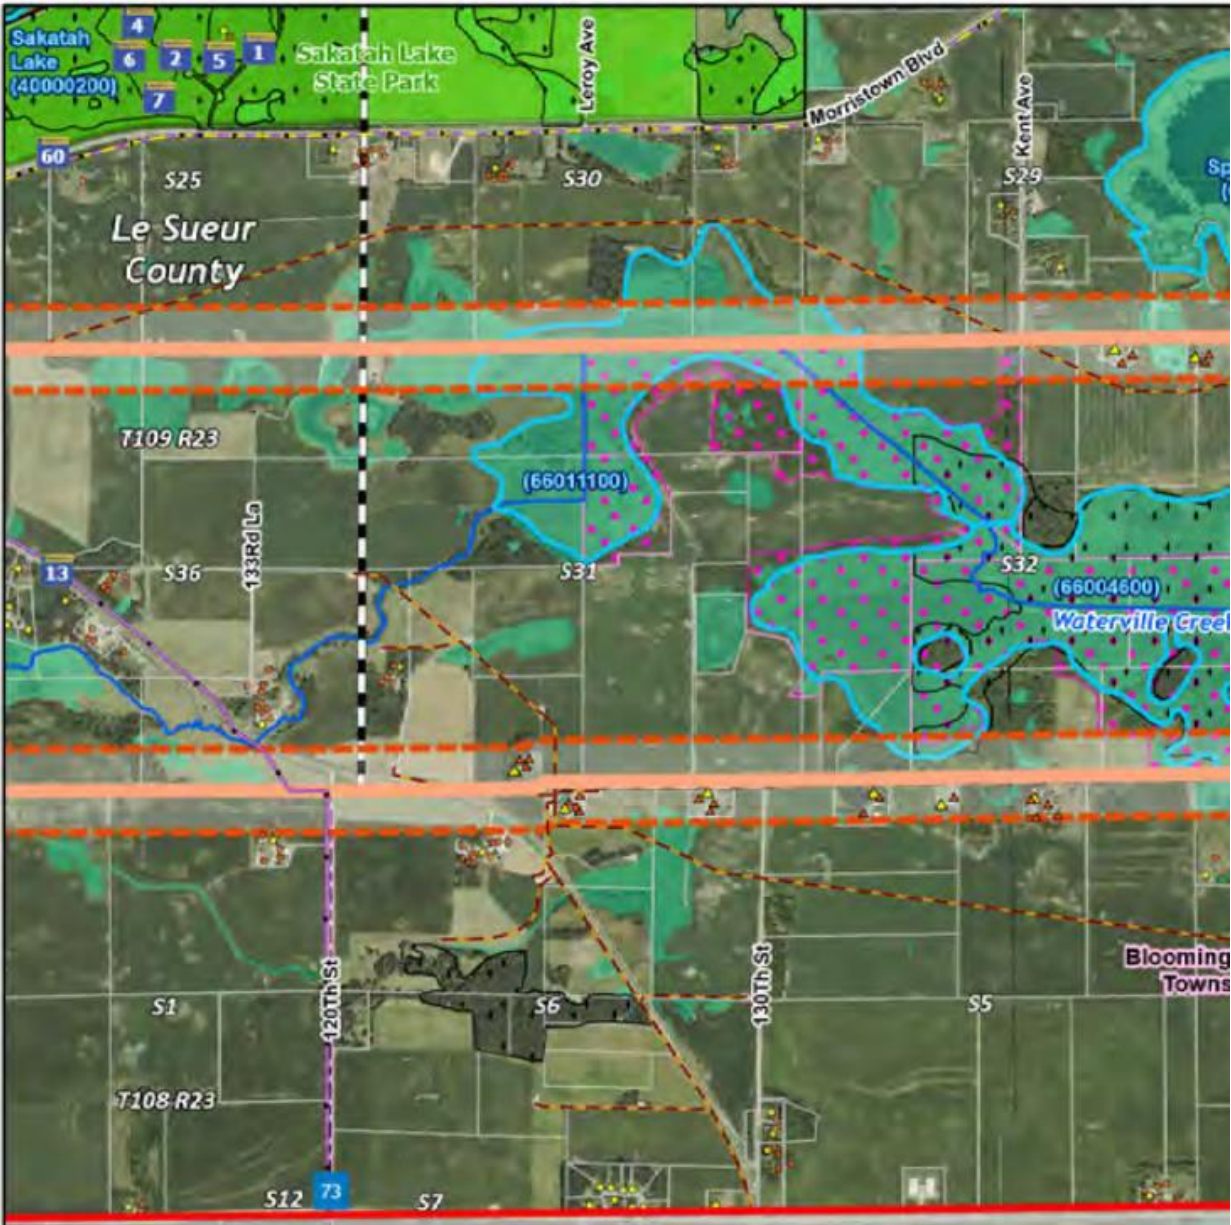 4
Sakatah
Lake
(40000200)
6
2
5
1
7
Sakatah Lake
State Park
Leroy Ave
Morristown Blvd
Kent Ave
60
S25
S30
S29
Sp
Le Sueur
County
T109 R23
(66011100)
133Rd La
13
S36
S31
S32
(66004600)
Waterville Creek
Blooming
Towns
120Th St
130Th St
S1
S6
S5
T108 R23
S12
73
S7